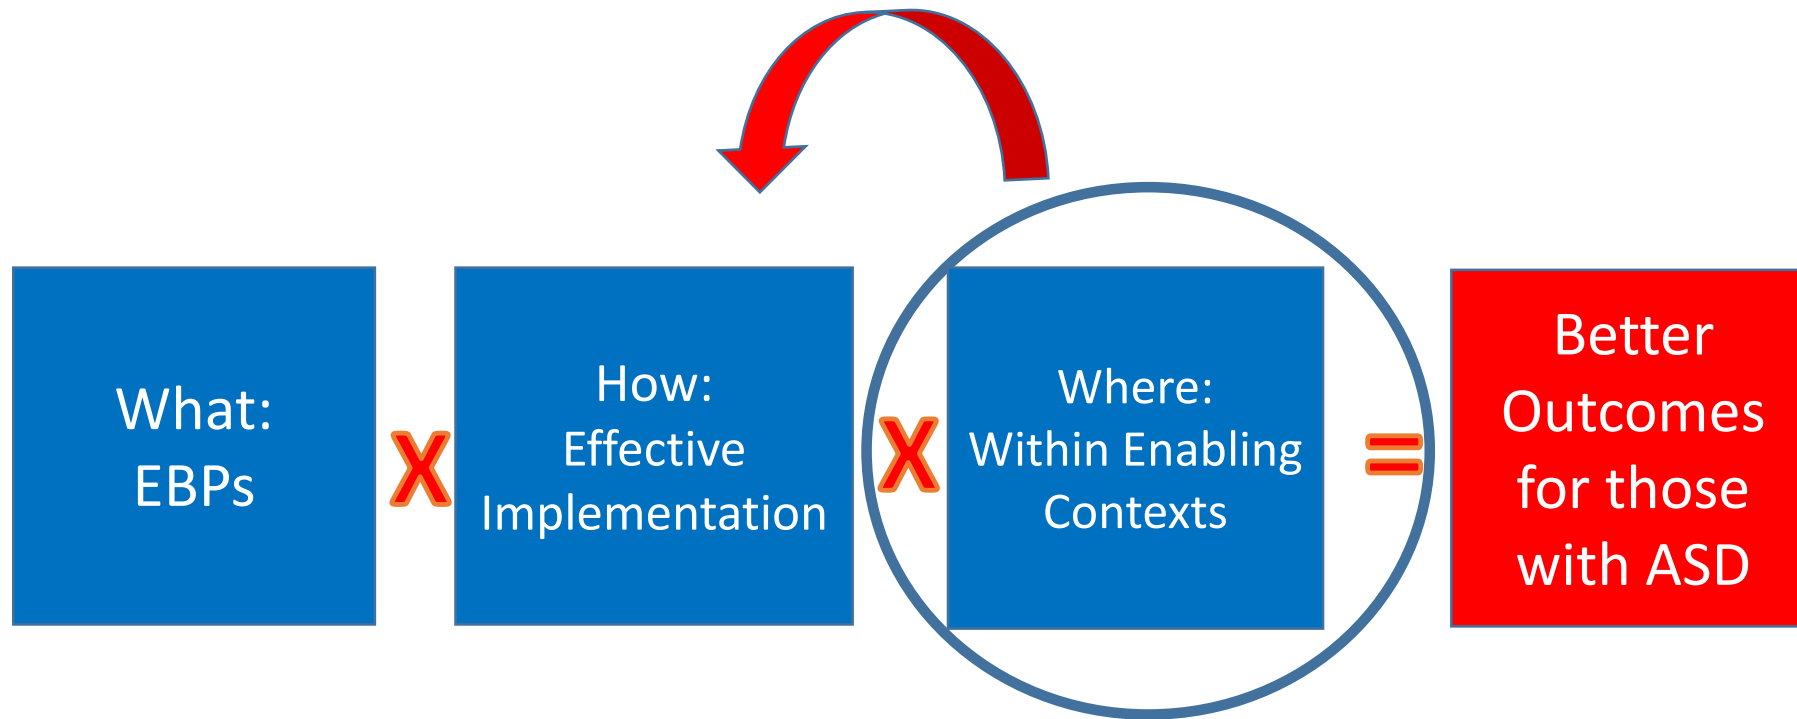 What:
EBPs
X
How:
Effective
Implementation
X
Where:
Within Enabling
Contexts
=
Better
Outcomes
for those
with ASD